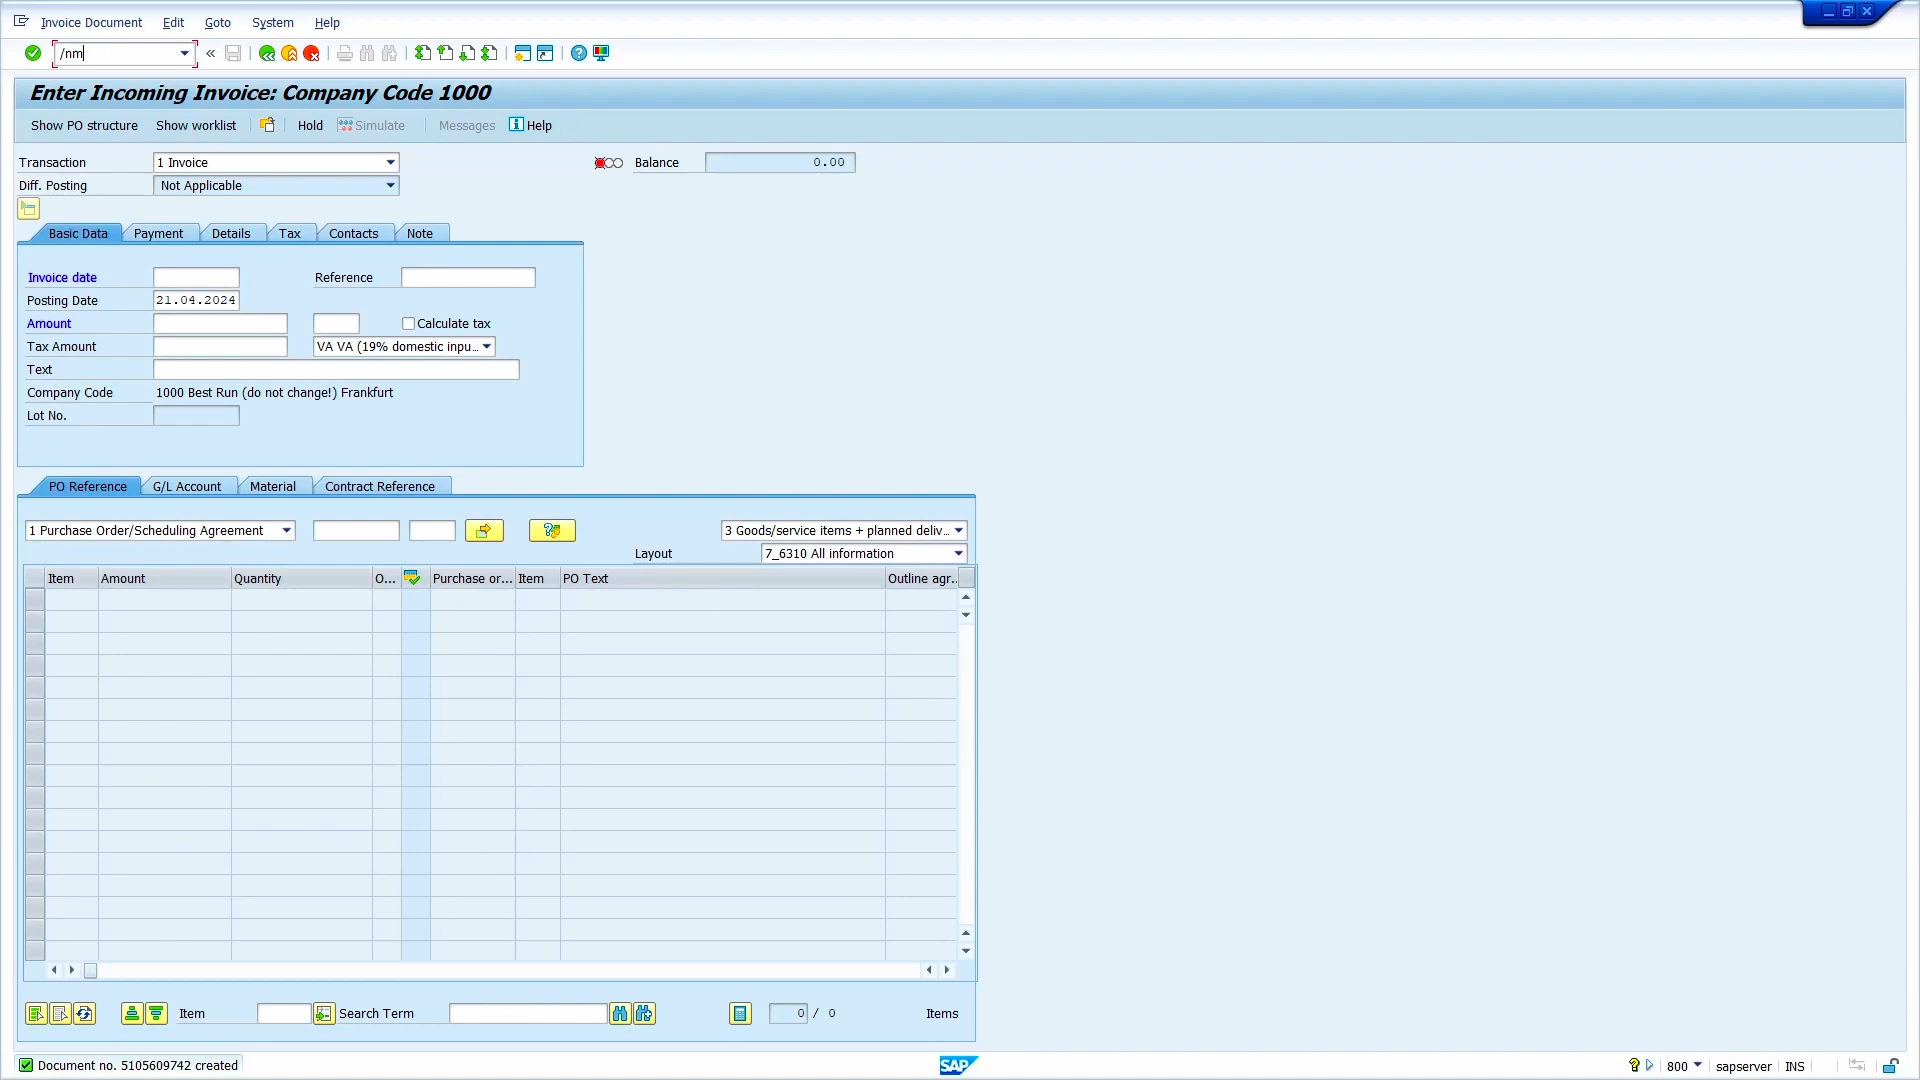 Invoice Document Edit Goto System Help
/nm
Enter Incoming Invoice: Company Code 1000
Show PO structure Show worklist Hold Simulate Messages Help
Transaction 1 Invoice Balance 0.00
Diff. Posting Not Applicable
Basic Data Payment Details Tax Contacts Note
Invoice date Reference
Posting Date 21.04.2024
Amount Calculate tax
Tax Amount VA VA (19% domestic inpu...
Text
Company Code 1000 Best Run (do not change!) Frankfurt
Lot No.
PO Reference G/L Account Material Contract Reference
1 Purchase Order/Scheduling Agreement 3 Goods/service items + planned deliv...
Layout 7_6310 All information
Item Amount Quantity O... Purchase or... Item PO Text Outline agr..
Item Search Term 0 / 0 Items
Document no. 5105609742 created SAP 800 sapserver INS